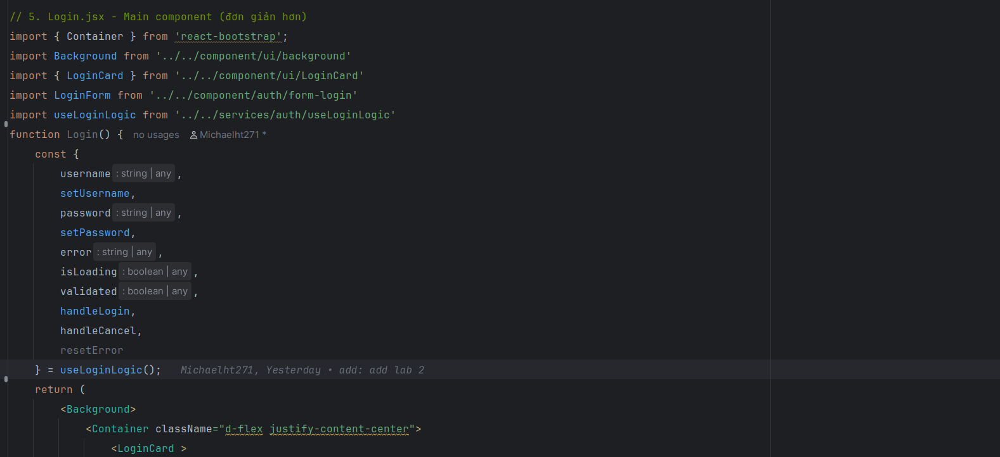 // 5. Login.jsx - Main component (đơn giản hơn)
import { Container } from 'react-bootstrap';
import Background from '../../component/ui/background'
import { LoginCard } from '../../component/ui/LoginCard'
import LoginForm from '../../component/auth/form-login'
import useLoginLogic from '../../services/auth/useLoginLogic'
function Login() { no usages Michaelht271 *
const {
username : string | any ,
setUsername,
password : string | any ,
setPassword,
error : string | any ,
isLoading : boolean | any ,
validated : boolean | any ,
handleLogin,
handleCancel,
resetError
} = useLoginLogic(); Michaelht271, Yesterday • add: add lab 2
return (
<Background>
<Container className="d-flex justify-content-center">
<LoginCard >